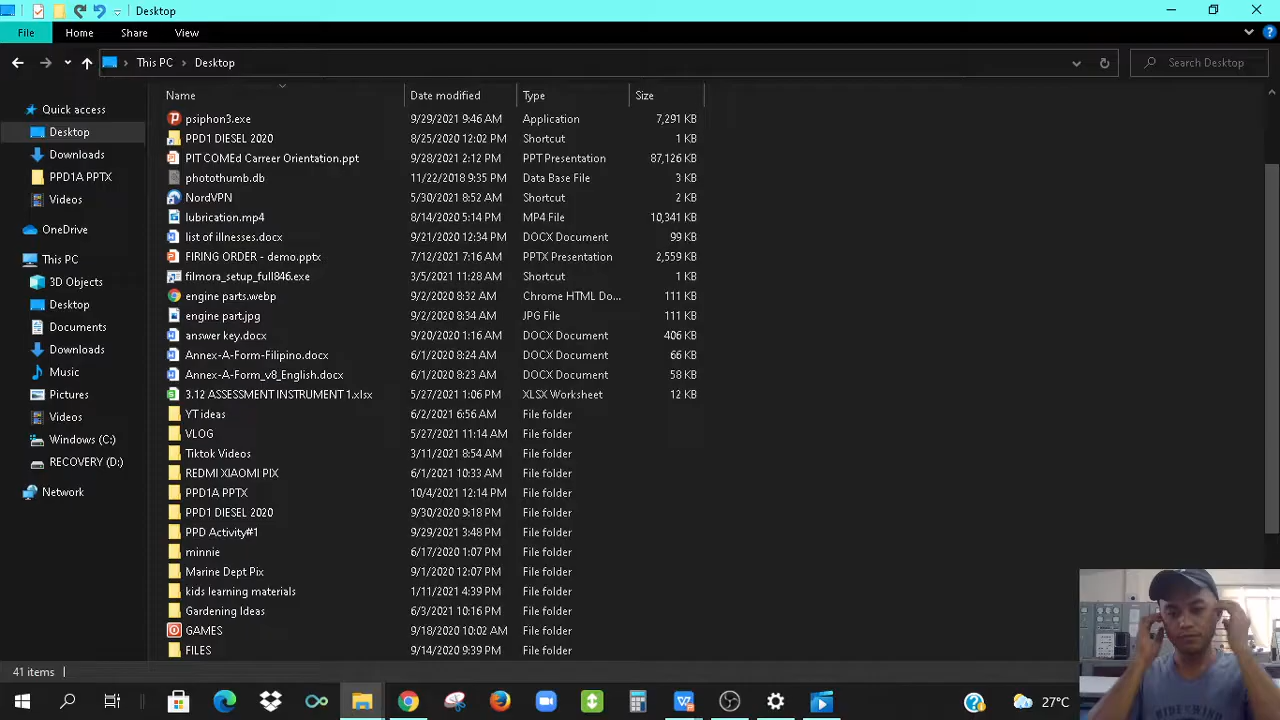 Desktop
File Home Share View
This PC Desktop Search Desktop
Name Date modified Type Size
Quick access
Desktop
Downloads
PPD1A PPTX
Videos
OneDrive
This PC
3D Objects
Desktop
Documents
Downloads
Music
Pictures
Videos
Windows (C:)
RECOVERY (D:)
Network
psiphon3.exe 9/29/2021 9:46 AM Application 7,291 KB
PPD1 DIESEL 2020 8/25/2020 12:02 PM Shortcut 1 KB
PIT COMEd Carreer Orientation.ppt 9/28/2021 2:12 PM PPT Presentation 87,126 KB
photothumb.db 11/22/2018 9:35 PM Data Base File 3 KB
NordVPN 5/30/2021 8:52 AM Shortcut 2 KB
lubrication.mp4 8/14/2020 5:14 PM MP4 File 10,341 KB
list of illnesses.docx 9/21/2020 12:34 PM DOCX Document 99 KB
FIRING ORDER - demo.pptx 7/12/2021 7:16 AM PPTX Presentation 2,559 KB
filmora_setup_full846.exe 3/5/2021 11:28 AM Shortcut 1 KB
engine parts.webp 9/2/2020 8:32 AM Chrome HTML Do... 111 KB
engine part.jpg 9/2/2020 8:34 AM JPG File 111 KB
answer key.docx 9/20/2020 1:16 AM DOCX Document 406 KB
Annex-A-Form-Filipino.docx 6/1/2020 8:24 AM DOCX Document 66 KB
Annex-A-Form_v8_English.docx 6/1/2020 8:23 AM DOCX Document 58 KB
3.12 ASSESSMENT INSTRUMENT 1.xlsx 5/27/2021 1:06 PM XLSX Worksheet 12 KB
YT ideas 6/2/2021 6:56 AM File folder
VLOG 5/27/2021 11:14 AM File folder
Tiktok Videos 3/11/2021 8:54 AM File folder
REDMI XIAOMI PIX 6/1/2021 10:33 AM File folder
PPD1A PPTX 10/4/2021 12:14 PM File folder
PPD1 DIESEL 2020 9/30/2020 9:18 PM File folder
PPD Activity#1 9/29/2021 3:48 PM File folder
minnie 6/17/2020 1:07 PM File folder
Marine Dept Pix 9/1/2020 12:07 PM File folder
kids learning materials 1/11/2021 4:39 PM File folder
Gardening Ideas 6/3/2021 10:16 PM File folder
GAMES 9/18/2020 10:02 AM File folder
FILES 9/14/2020 9:39 PM File folder
41 items
27°C